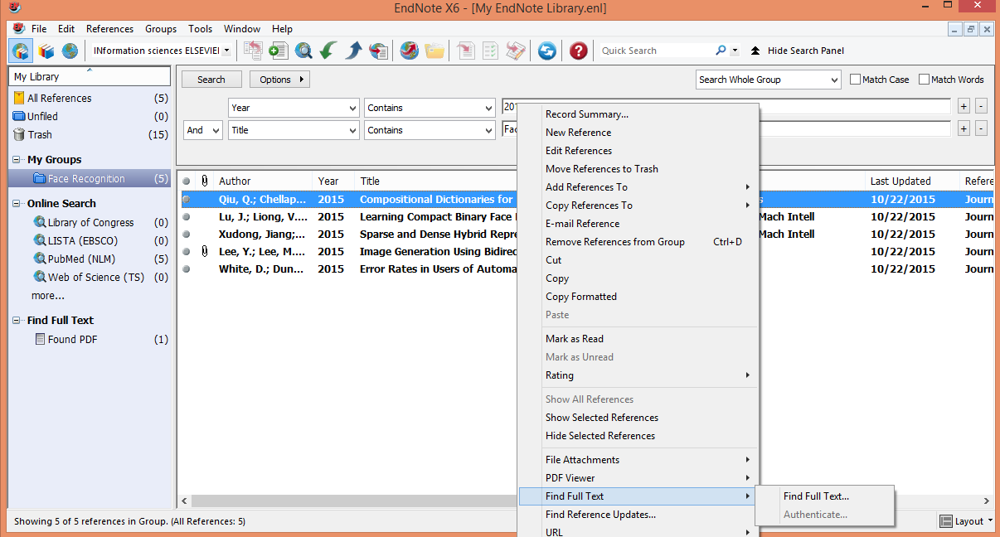 EndNote X6 - [My EndNote Library.enl]
File Edit References Groups Tools Window Help
INformation sciences ELSEVIEI Quick Search Hide Search Panel
My Library
All References (5)
Unfiled (0)
Trash (15)
My Groups
Face Recognition (5)
Online Search
Library of Congress (0)
LISTA (EBSCO) (0)
PubMed (NLM) (5)
Web of Science (TS) (0)
more...
Find Full Text
Found PDF (1)
Search Options Search Whole Group Match Case Match Words
Year Contains 201 + -
And Title Contains Fac + -
Author Year Title Last Updated Refere
Qiu, Q.; Chellap... 2015 Compositional Dictionaries for s 10/22/2015 Journ
Lu, J.; Liong, V.... 2015 Learning Compact Binary Face Mach Intell 10/22/2015 Journ
Xudong, Jiang;... 2015 Sparse and Dense Hybrid Repre Mach Intell 10/22/2015 Journ
Lee, Y.; Lee, M.... 2015 Image Generation Using Bidirec 10/22/2015 Journ
White, D.; Dun... 2015 Error Rates in Users of Automa 10/22/2015 Journ
Record Summary...
New Reference
Edit References
Move References to Trash
Add References To
Copy References To
E-mail Reference
Remove References from Group Ctrl+D
Cut
Copy
Copy Formatted
Paste
Mark as Read
Mark as Unread
Rating
Show All References
Show Selected References
Hide Selected References
File Attachments
PDF Viewer
Find Full Text
Find Reference Updates...
URL
Find Full Text...
Authenticate...
Showing 5 of 5 references in Group. (All References: 5)
Layout